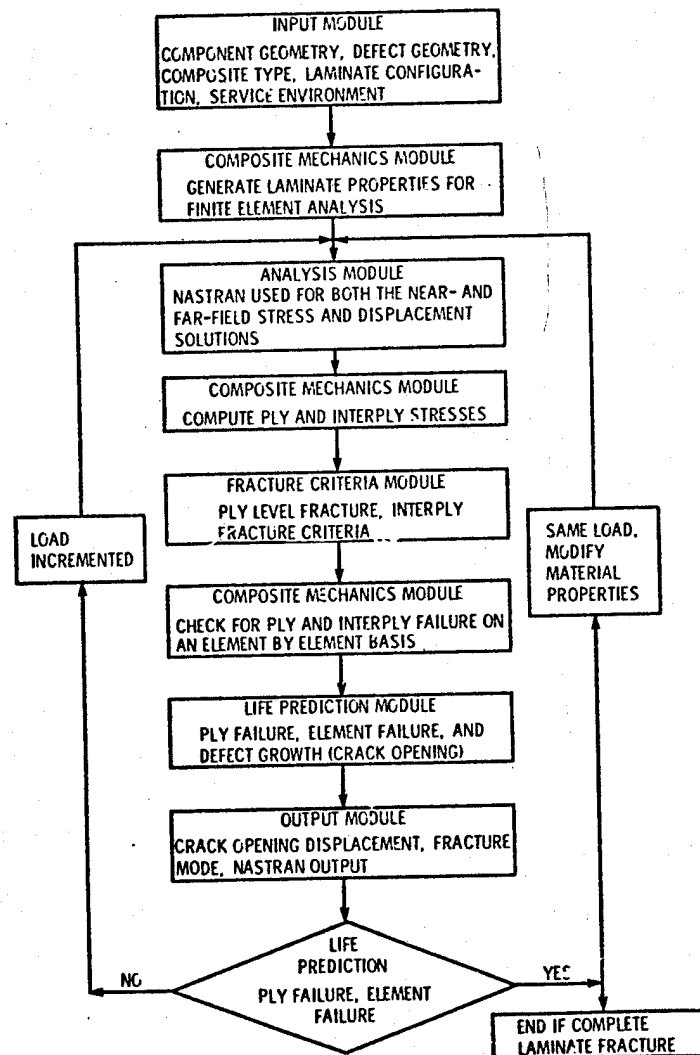 INPUT MODULE
COMPONENT GEOMETRY, DEFECT GEOMETRY,
COMPOSITE TYPE, LAMINATE CONFIGURA-
TION, SERVICE ENVIRONMENT
COMPOSITE MECHANICS MODULE
GENERATE LAMINATE PROPERTIES FOR
FINITE ELEMENT ANALYSIS
ANALYSIS MODULE
NASTRAN USED FOR BOTH THE NEAR- AND
FAR-FIELD STRESS AND DISPLACEMENT
SOLUTIONS
COMPOSITE MECHANICS MODULE
COMPUTE PLY AND INTERPLY STRESSES
FRACTURE CRITERIA MODULE
PLY LEVEL FRACTURE, INTERPLY
FRACTURE CRITERIA
LOAD
INCREMENTED
SAME LOAD,
MODIFY
MATERIAL
PROPERTIES
COMPOSITE MECHANICS MODULE
CHECK FOR PLY AND INTERPLY FAILURE ON
AN ELEMENT BY ELEMENT BASIS
LIFE PREDICTION MODULE
PLY FAILURE, ELEMENT FAILURE, AND
DEFECT GROWTH (CRACK OPENING)
OUTPUT MODULE
CRACK OPENING DISPLACEMENT, FRACTURE
MODE, NASTRAN OUTPUT
LIFE
PREDICTION
PLY FAILURE, ELEMENT
FAILURE
NO
YES
END IF COMPLETE
LAMINATE FRACTURE